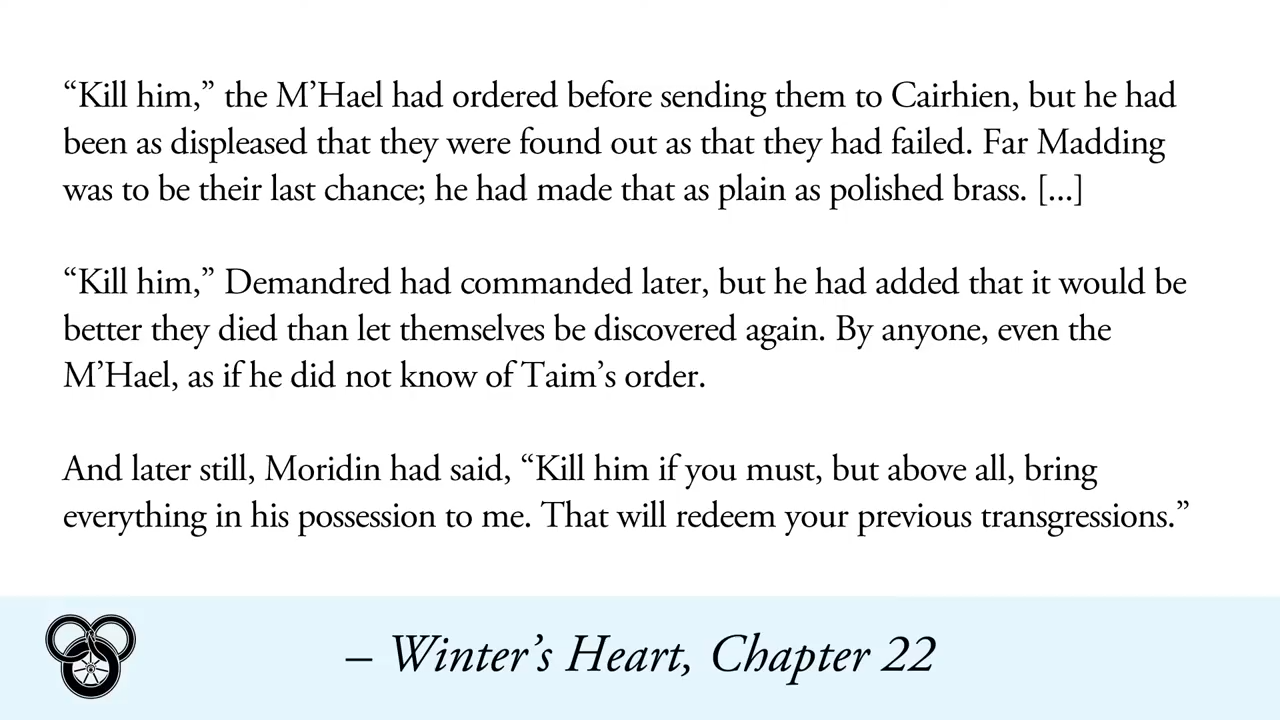 “Kill him,” the M’Hael had ordered before sending them to Cairhien, but he had
been as displeased that they were found out as that they had failed. Far Madding
was to be their last chance; he had made that as plain as polished brass. [...]
“Kill him,” Demandred had commanded later, but he had added that it would be
better they died than let themselves be discovered again. By anyone, even the
M’Hael, as if he did not know of Taim’s order.
And later still, Moridin had said, “Kill him if you must, but above all, bring
everything in his possession to me. That will redeem your previous transgressions.”
– Winter’s Heart, Chapter 22